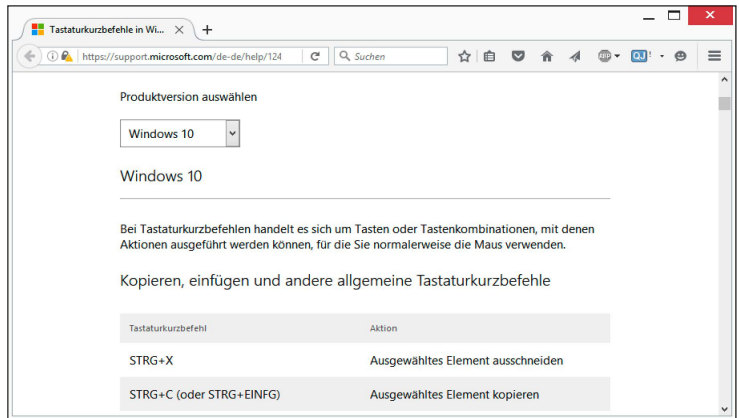 Tastaturkurzbefehle in Wi...
https://support.microsoft.com/de-de/help/124
Suchen
ABP
QJ !
Produktversion auswählen
Windows 10
Windows 10
Bei Tastaturkurzbefehlen handelt es sich um Tasten oder Tastenkombinationen, mit denen
Aktionen ausgeführt werden können, für die Sie normalerweise die Maus verwenden.
Kopieren, einfügen und andere allgemeine Tastaturkurzbefehle
Tastaturkurzbefehl Aktion
STRG+X Ausgewähltes Element ausschneiden
STRG+C (oder STRG+EINFG) Ausgewähltes Element kopieren